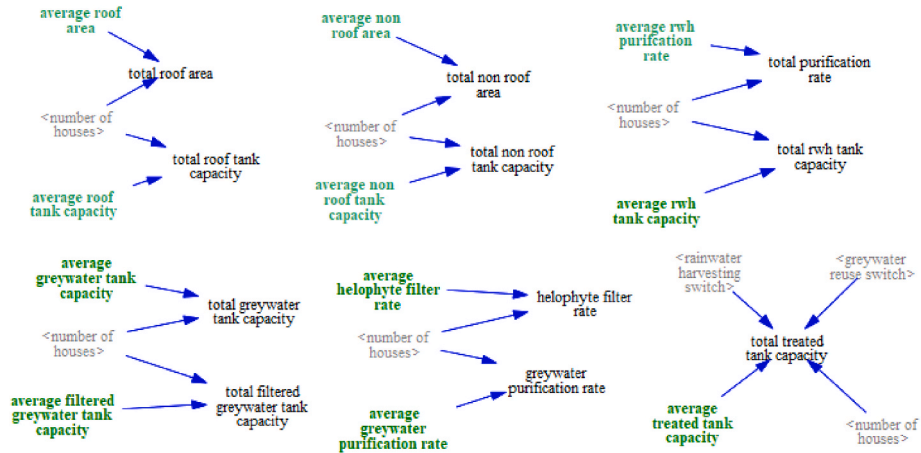 average roof
area
total roof area
<number of
houses>
total roof tank
capacity
average roof
tank capacity
average non
roof area
total non roof
area
<number of
houses>
total non roof
tank capacity
average non
roof tank
capacity
average rwh
purifcation
rate
total purification
rate
<number of
houses>
total rwh tank
capacity
average rwh
tank capacity
average
greywater tank
capacity
total greywater
tank capacity
<number of
houses>
total filtered
greywater tank
capacity
average filtered
greywater tank
capacity
average
helophyte filter
rate
helophyte filter
rate
<number of
houses>
greywater
purification rate
average
greywater
purification rate
<rainwater
harvesting
switch>
<greywater
reuse switch>
total treated
tank capacity
average
treated tank
capacity
<number of
houses>